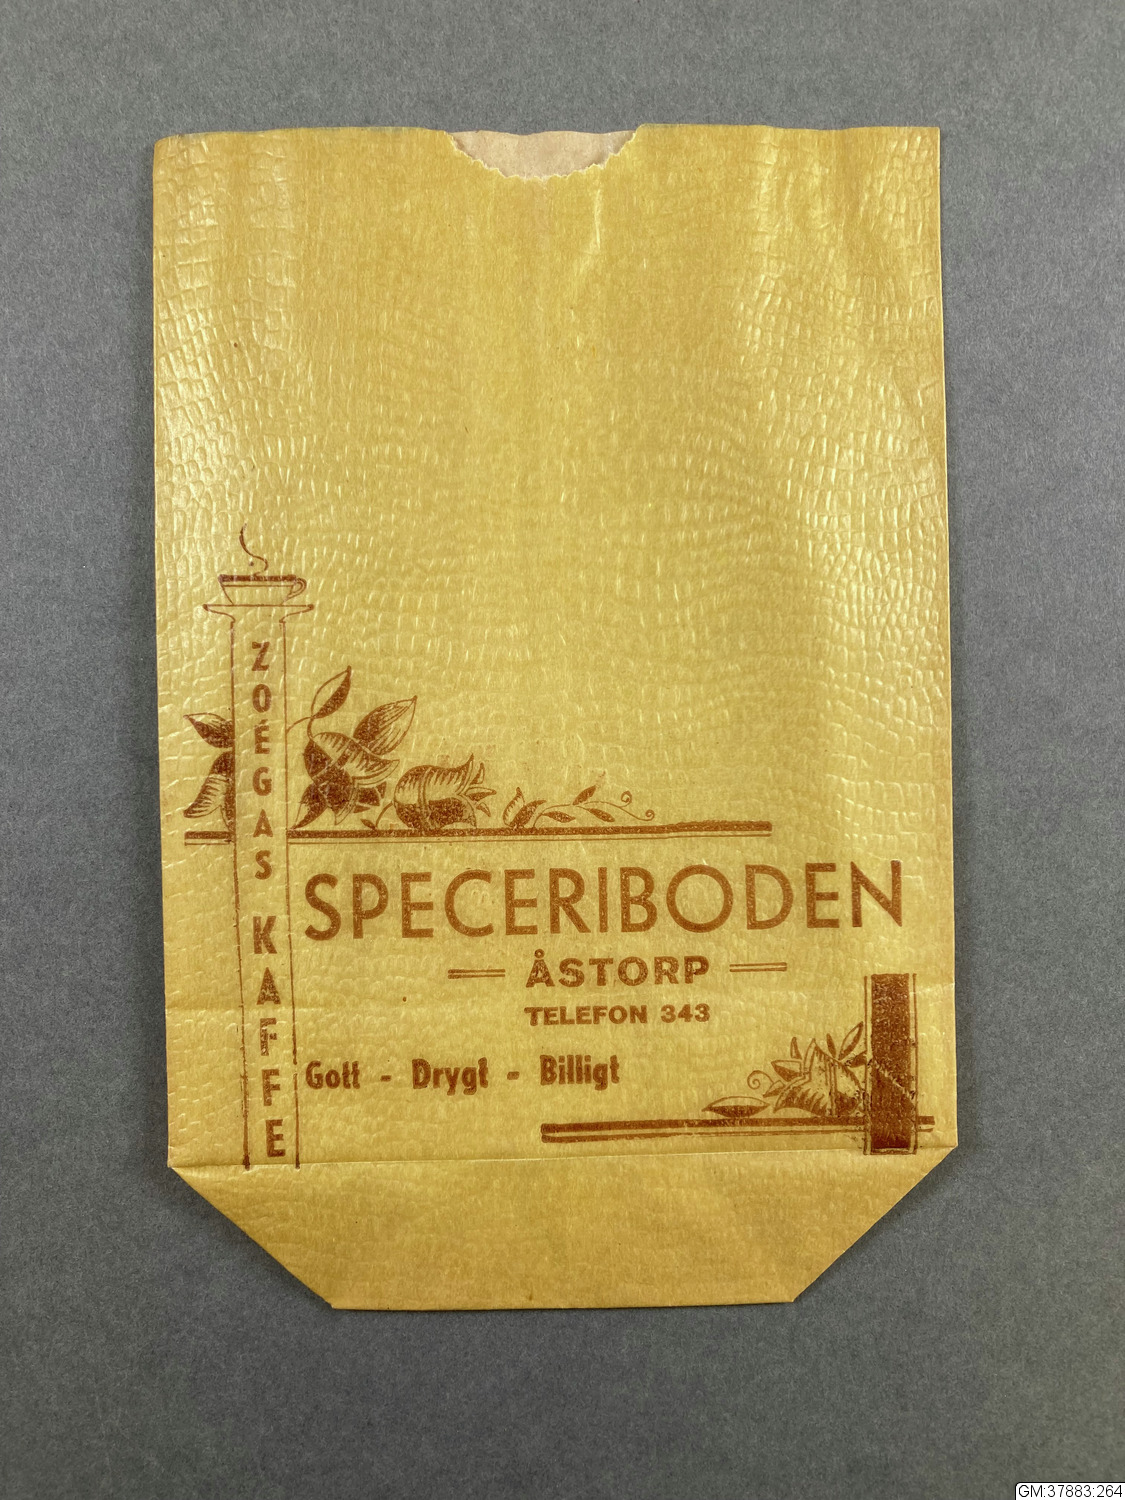 ZOÉGAS KAFFE
SPECERIBODEN
ÅSTORP
TELEFON 343
Gott - Drygt - Billigt
GM:37883:264